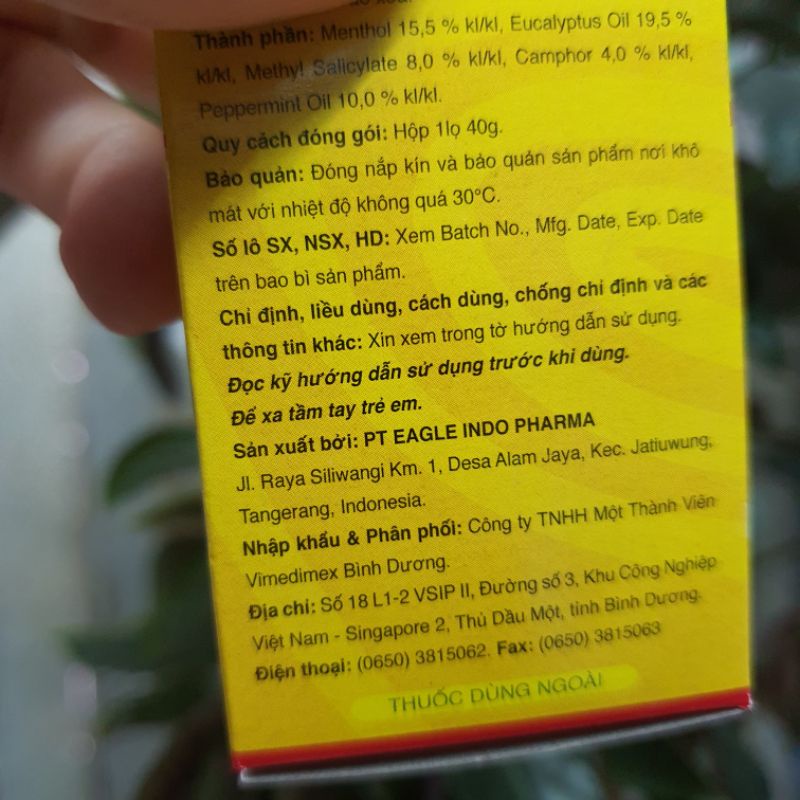 Thành phần: Menthol 15,5 % kl/kl, Eucalyptus Oil 19,5 %
kl/kl, Methyl Salicylate 8,0 % kl/kl, Camphor 4,0 % kl/kl,
Peppermint Oil 10,0 % kl/kl.
Quy cách đóng gói: Hộp 1lọ 40g.
Bảo quản: Đóng nắp kín và bảo quản sản phẩm nơi khô
mát với nhiệt độ không quá 30°C.
Số lô SX, NSX, HD: Xem Batch No., Mfg. Date, Exp. Date
trên bao bì sản phẩm.
Chỉ định, liều dùng, cách dùng, chống chỉ định và các
thông tin khác: Xin xem trong tờ hướng dẫn sử dụng.
Đọc kỹ hướng dẫn sử dụng trước khi dùng.
Để xa tầm tay trẻ em.
Sản xuất bởi: PT EAGLE INDO PHARMA
Jl. Raya Siliwangi Km. 1, Desa Alam Jaya, Kec. Jatiuwung,
Tangerang, Indonesia.
Nhập khẩu & Phân phối: Công ty TNHH Một Thành Viên
Vimedimex Bình Dương.
Địa chỉ: Số 18 L1-2 VSIP II, Đường số 3, Khu Công Nghiệp
Việt Nam - Singapore 2, Thủ Dầu Một, tỉnh Bình Dương.
Điện thoại: (0650) 3815062. Fax: (0650) 3815063
THUỐC DÙNG NGOÀI